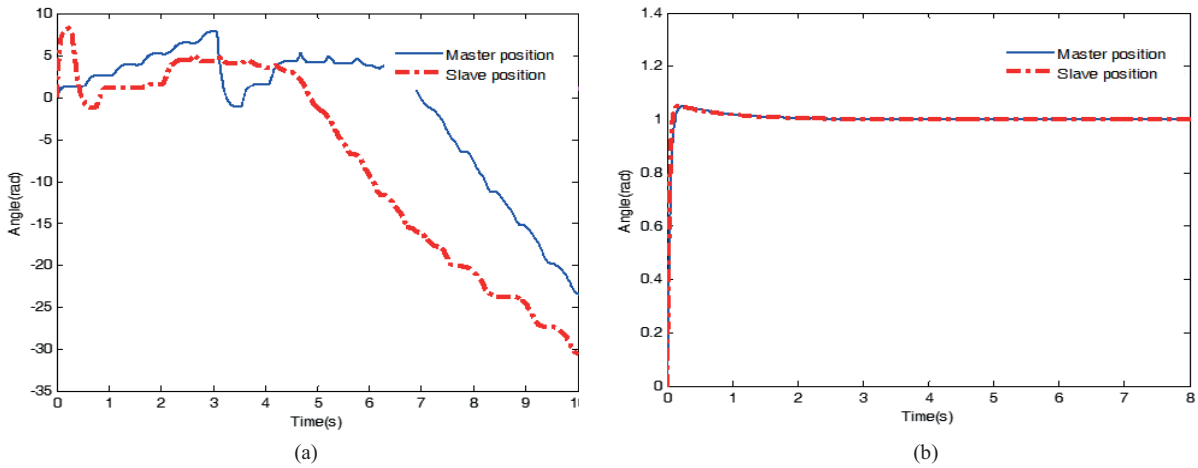 10
5
0
-5
-10
-15
-20
-25
-30
-35
Angle(rad)
Master position
Slave position
0 1 2 3 4 5 6 7 8 9 10
Time(s)
(a)
1.4
1.2
1
0.8
0.6
0.4
0.2
0
Angle(rad)
Master position
Slave position
0 1 2 3 4 5 6 7 8
Time(s)
(b)